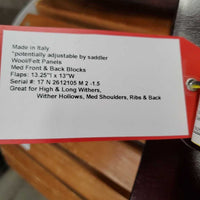 Made in Italy
*potentially adjustable by saddler
Wool/Felt Panels
Med Front & Back Blocks
Flaps: 13.25"l x 13"W
Serial #: 17 N 2612105 M 2 -1.5
Great for High & Long Withers,
Wither Hollows, Med Shoulders, Ribs & Back